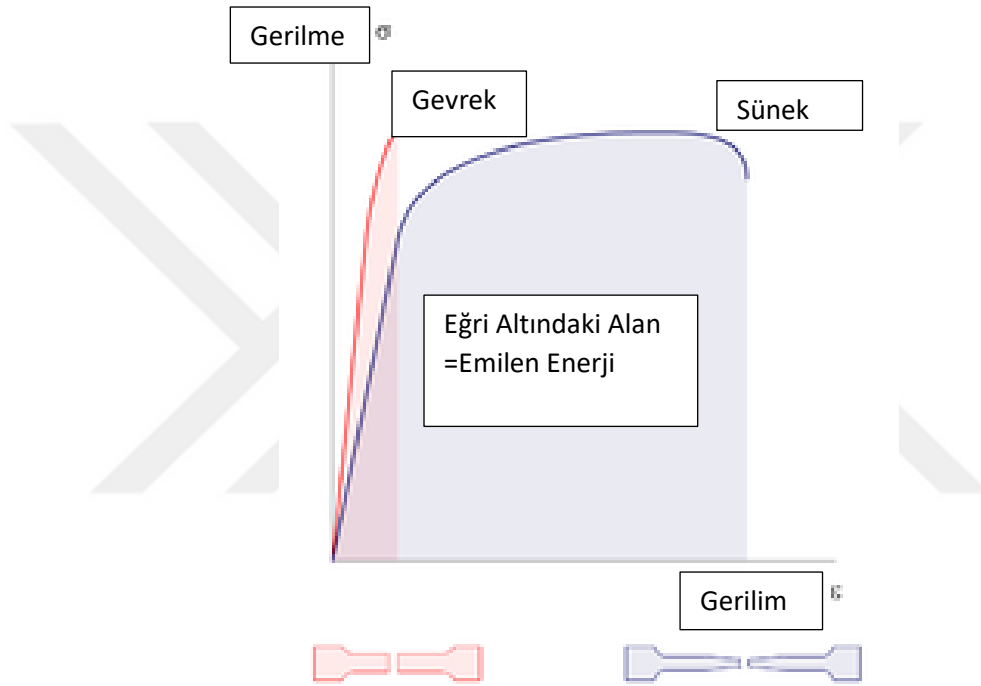 Gerilme σ
Gevrek
Sünek
Eğri Altındaki Alan
=Emilen Enerji
Gerilim ε